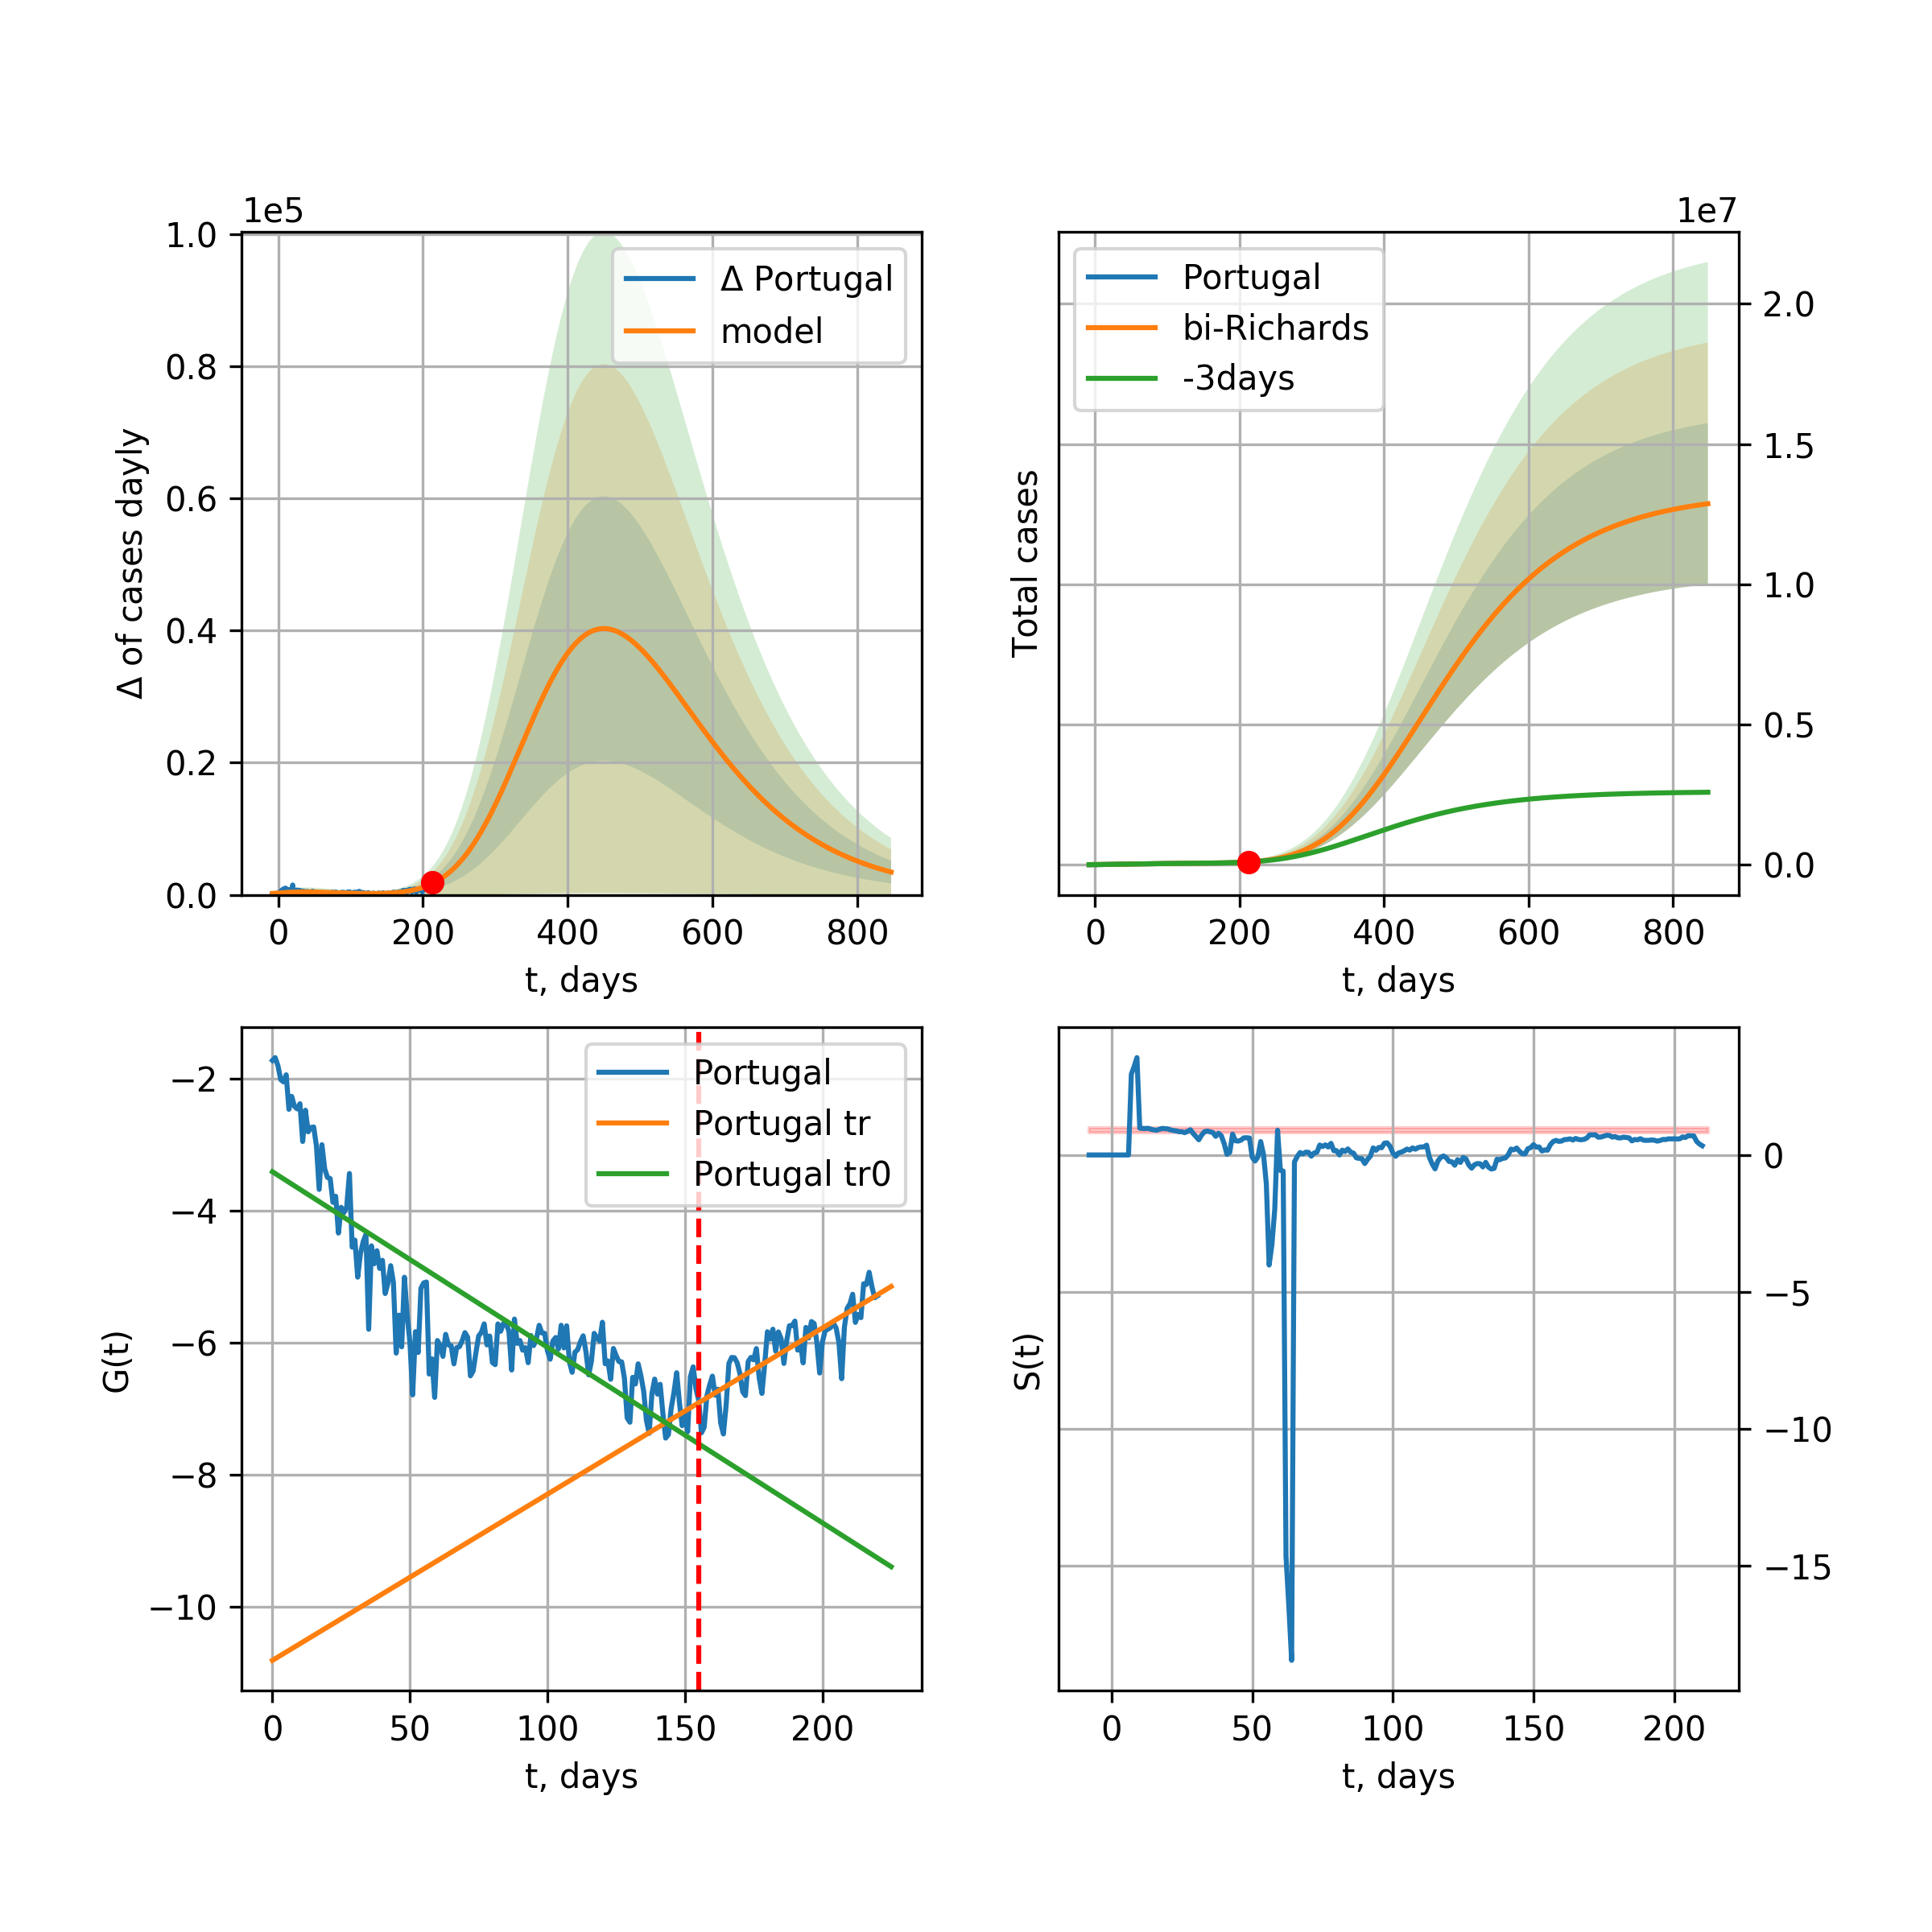 1e5
1.0
0.8
0.6
0.4
0.2
0.0
Δ of cases dayly
Δ Portugal
model
0 200 400 600 800
t, days
1e7
Portugal
bi-Richards
-3days
Total cases
2.0
1.5
1.0
0.5
0.0
0 200 400 600 800
t, days
−2
−4
−6
−8
−10
G(t)
Portugal
Portugal tr
Portugal tr0
0 50 100 150 200
t, days
S(t)
0
−5
−10
−15
0 50 100 150 200
t, days